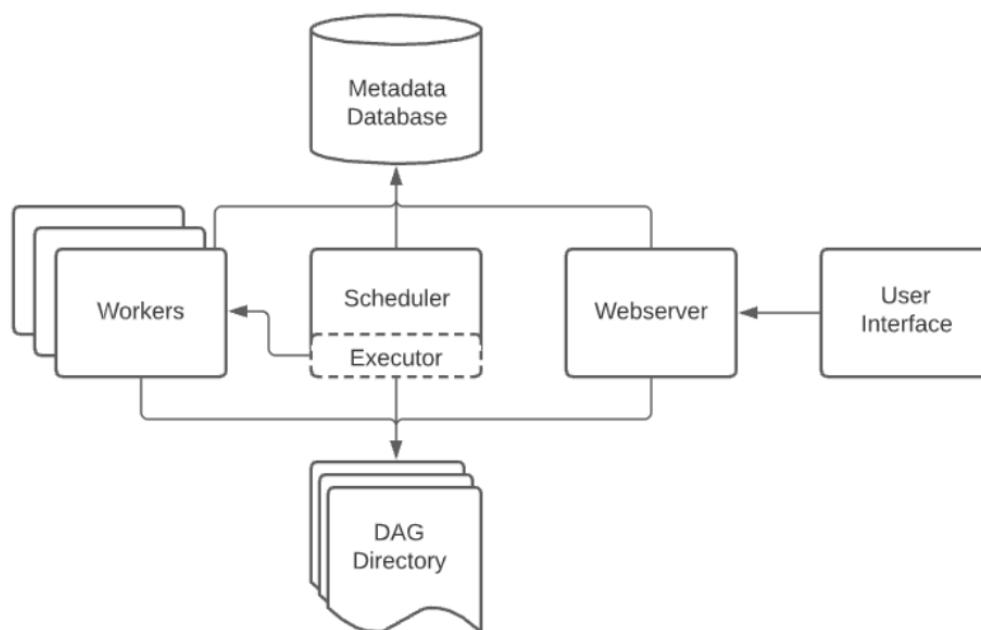 Metadata
Database
Workers
Scheduler
Executor
Webserver
User
Interface
DAG
Directory